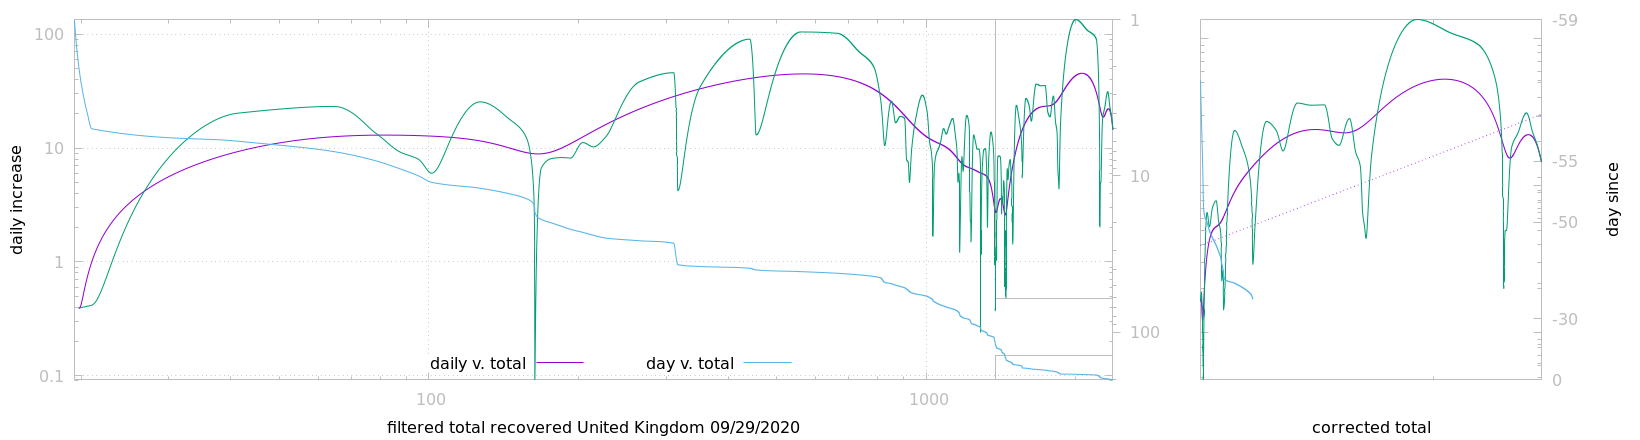 100
10
1
0.1
daily increase
100
1000
1
10
100
daily v. total
day v. total
filtered total recovered United Kingdom 09/29/2020
-59
-55
-50
-30
0
day since
corrected total